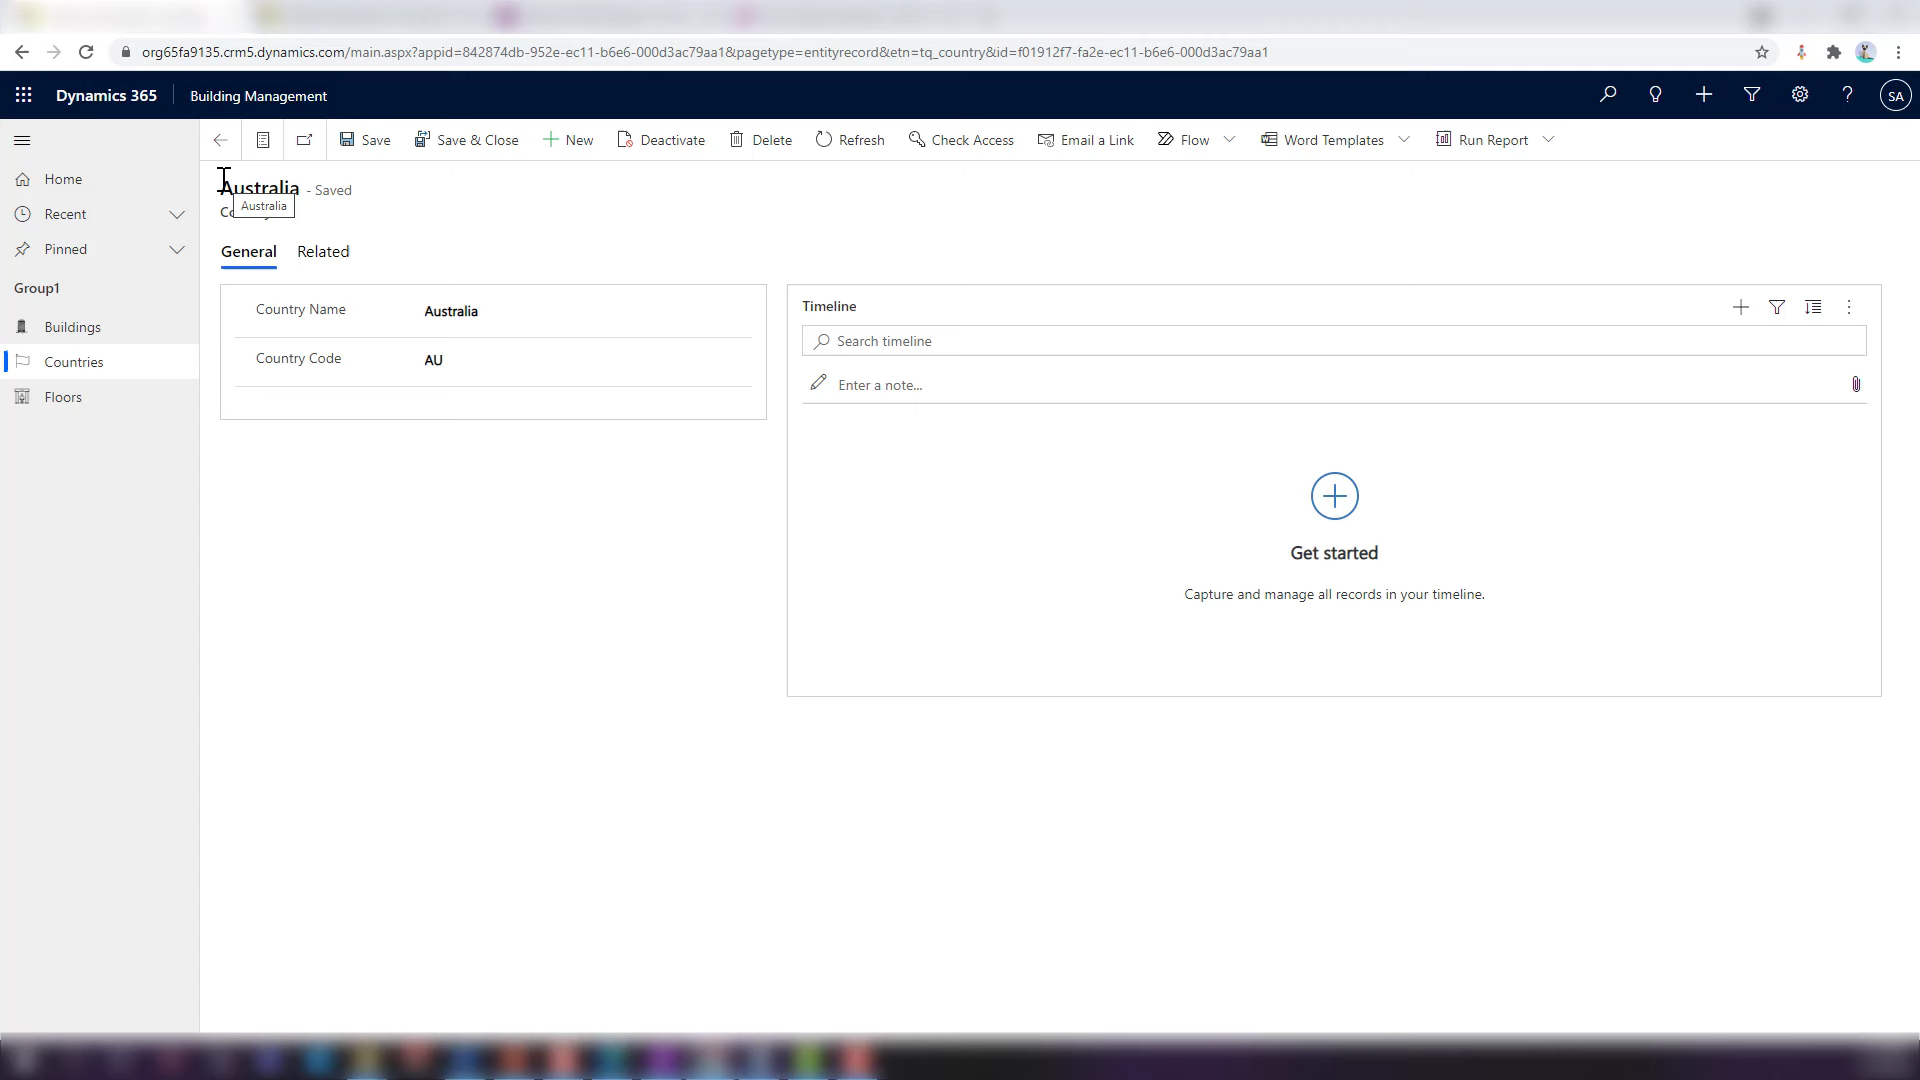 org65fa9135.crm5.dynamics.com/main.aspx?appid=842874db-952e-ec11-b6e6-000d3ac79aa1&pagetype=entityrecord&etn=tq_country&id=f01912f7-fa2e-ec11-b6e6-000d3ac79aa1
Dynamics 365 Building Management
SA
Save Save & Close New Deactivate Delete Refresh Check Access Email a Link Flow Word Templates Run Report
Home
Recent
Pinned
Group1
Buildings
Countries
Floors
Australia - Saved
Australia
General Related
Country Name Australia
Country Code AU
Timeline
Search timeline
Enter a note...
Get started
Capture and manage all records in your timeline.